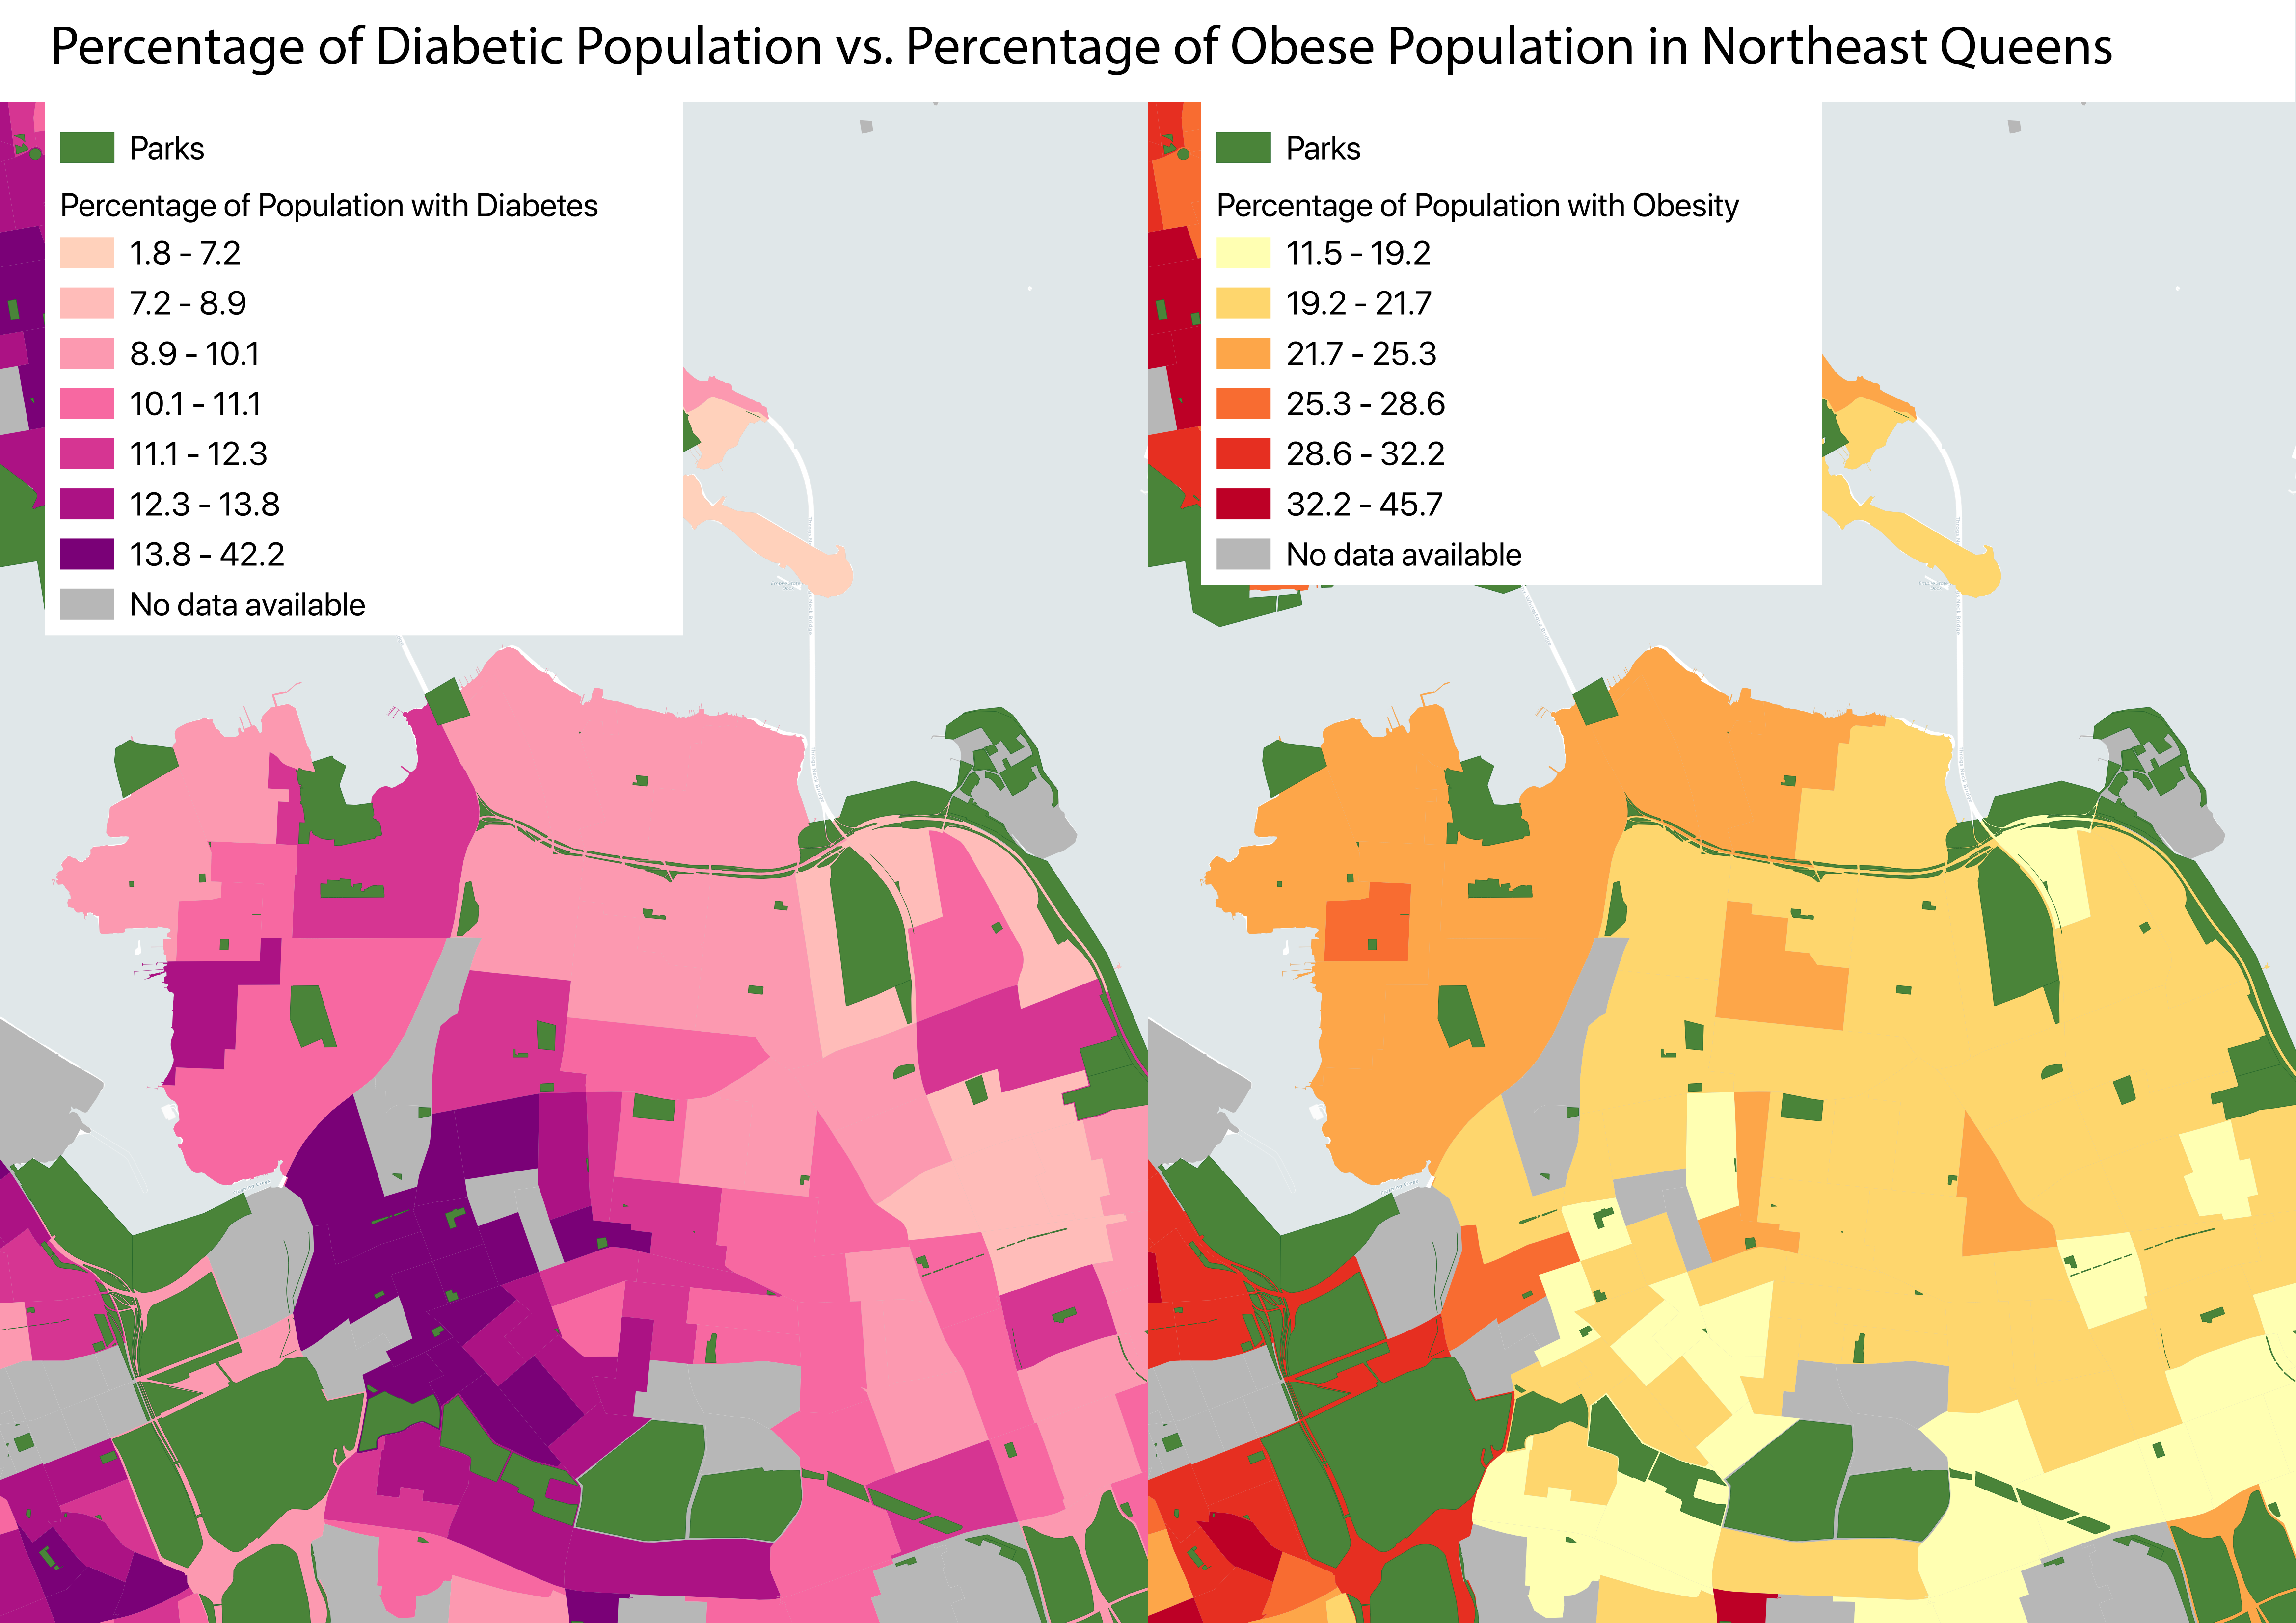 Percentage of Diabetic Population vs. Percentage of Obese Population in Northeast Queens
Parks
Percentage of Population with Diabetes
1.8 - 7.2
7.2 - 8.9
8.9 - 10.1
10.1 - 11.1
11.1 - 12.3
12.3 - 13.8
13.8 - 42.2
No data available
Parks
Percentage of Population with Obesity
11.5 - 19.2
19.2 - 21.7
21.7 - 25.3
25.3 - 28.6
28.6 - 32.2
32.2 - 45.7
No data available